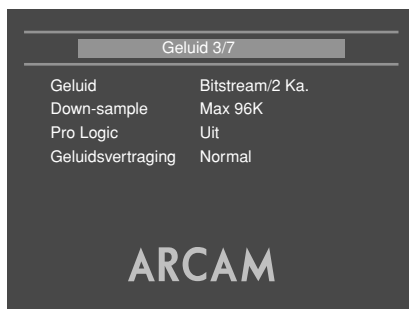 Geluid 3/7
Geluid Bitstream/2 Ka.
Down-sample Max 96K
Pro Logic Uit
Geluidsvertraging Normal
ARCAM